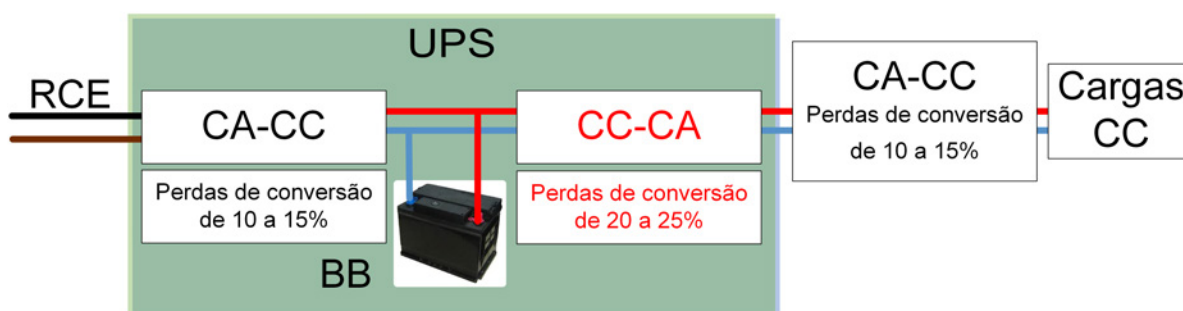 UPS
RCE
CA-CC
Perdas de conversão
de 10 a 15%
BB
CC-CA
Perdas de conversão
de 20 a 25%
CA-CC
Perdas de conversão
de 10 a 15%
Cargas
CC